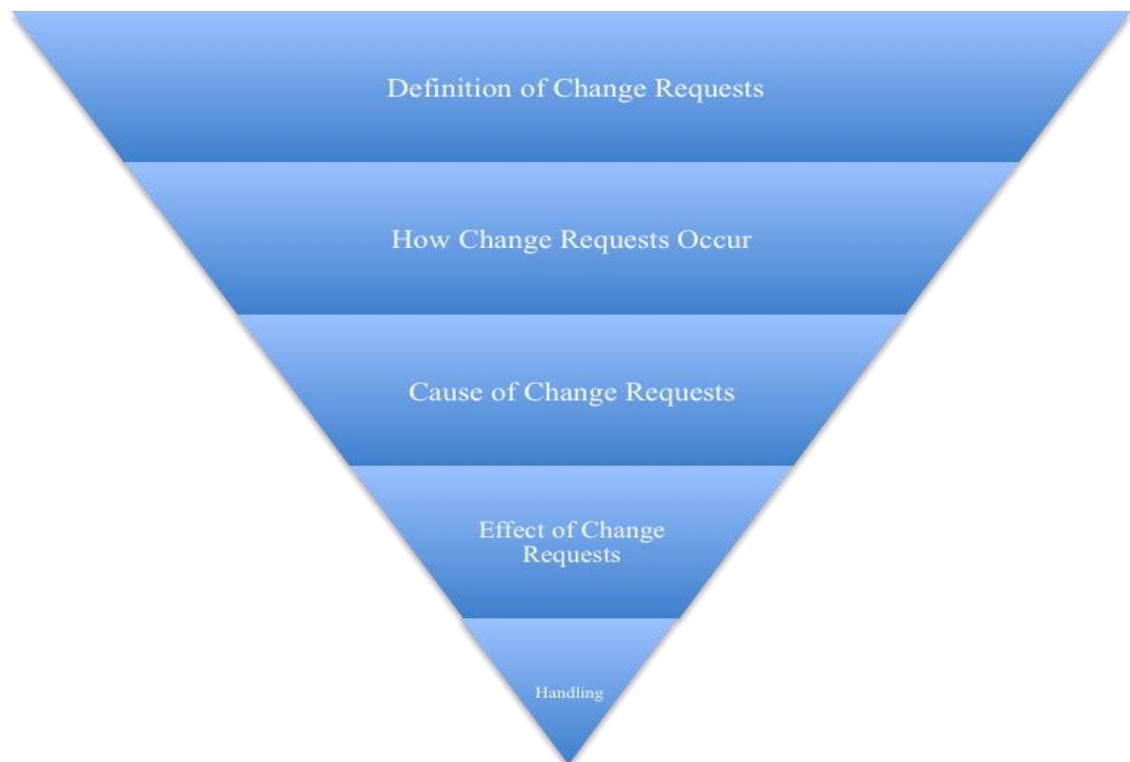 Definition of Change Requests
How Change Requests Occur
Cause of Change Requests
Effect of Change
Requests
Handling